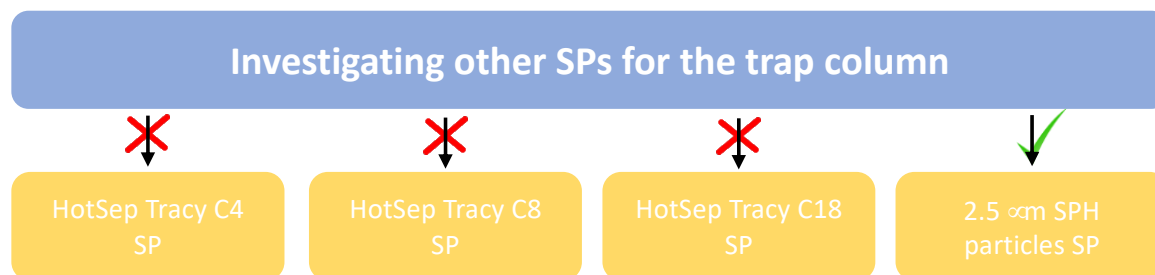 Investigating other SPs for the trap column
HotSep Tracy C4
SP
HotSep Tracy C8
SP
HotSep Tracy C18
SP
2.5 ∝m SPH
particles SP